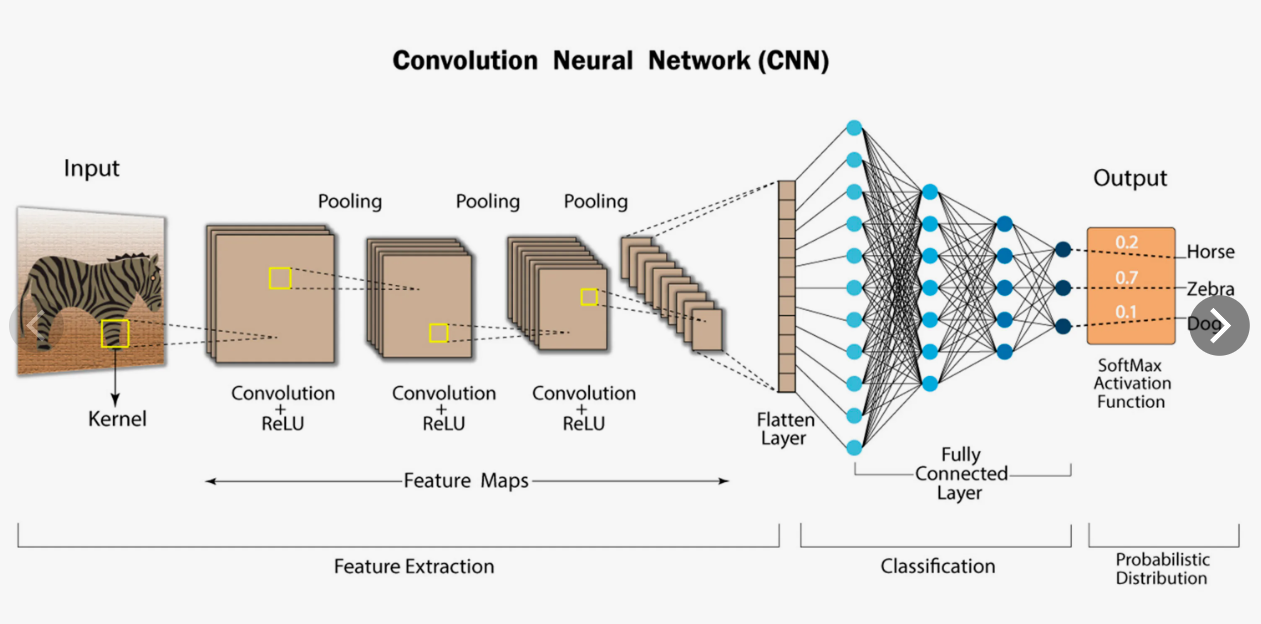 Convolution Neural Network (CNN)
Input
Pooling
Pooling
Pooling
Output
0.2
Horse
0.7
Zebra
0.1
Dog
Kernel
Convolution
+
ReLU
Convolution
+
ReLU
Convolution
+
ReLU
Flatten
Layer
SoftMax
Activation
Function
Feature Maps
Fully
Connected
Layer
Feature Extraction
Classification
Probabilistic
Distribution